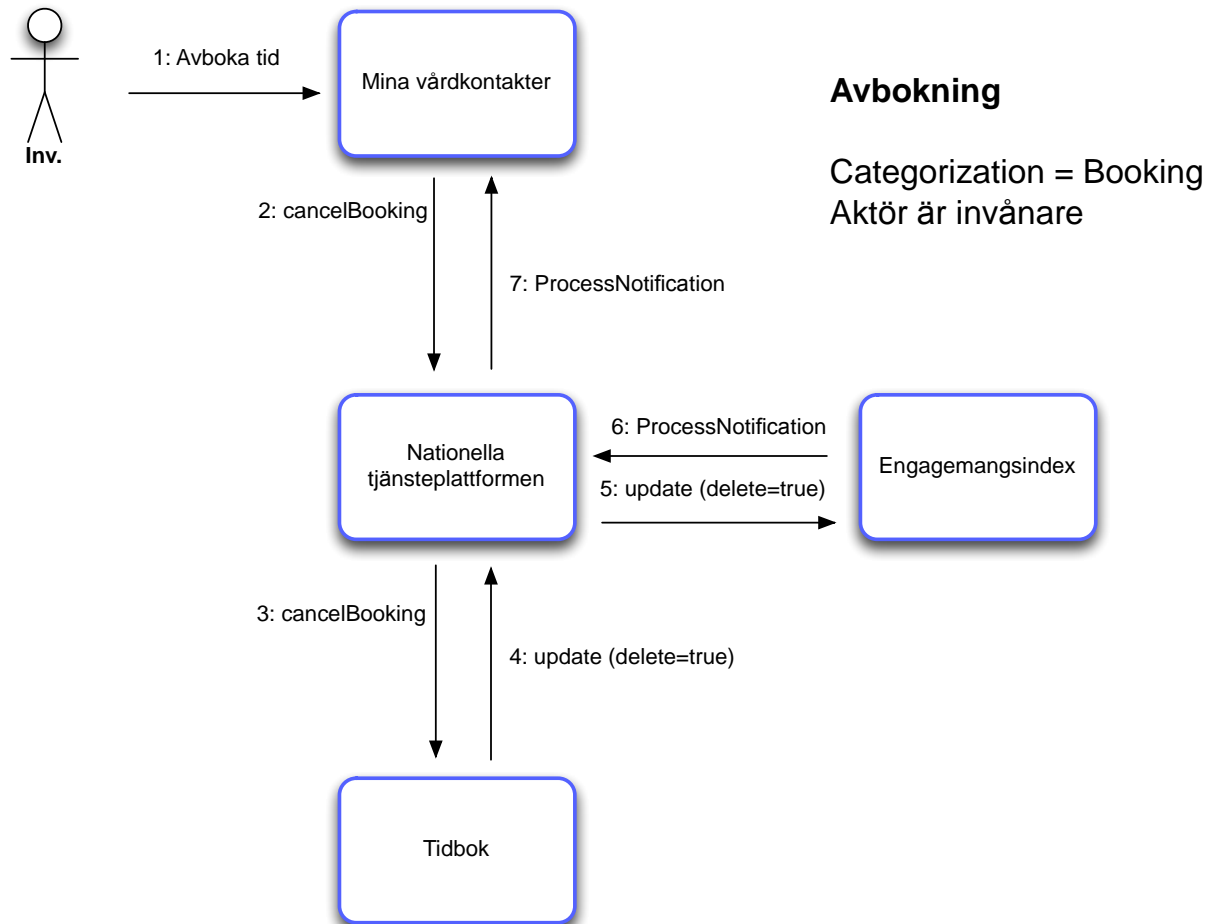 1: Avboka tid
Mina vårdkontakter
Inv.
Avbokning
Categorization = Booking
Aktör är invånare
2: cancelBooking
7: ProcessNotification
Nationella
tjänsteplattformen
6: ProcessNotification
5: update (delete=true)
Engagemangsindex
3: cancelBooking
4: update (delete=true)
Tidbok